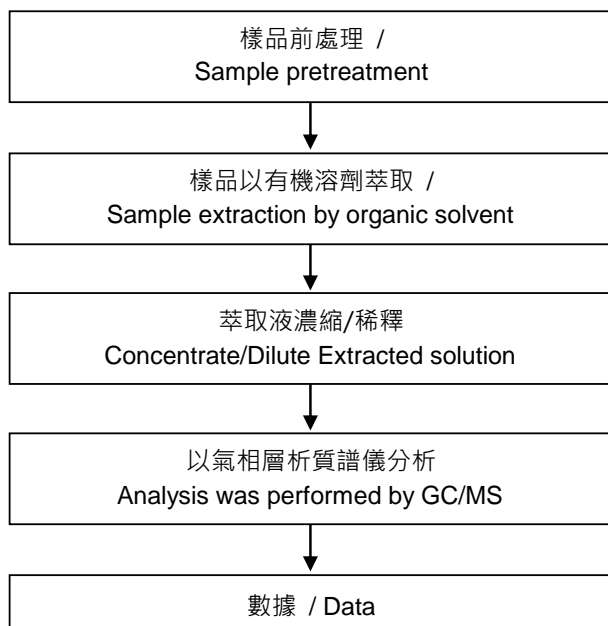 樣品前處理 /
Sample pretreatment
樣品以有機溶劑萃取 /
Sample extraction by organic solvent
萃取液濃縮/稀釋
Concentrate/Dilute Extracted solution
以氣相層析質譜儀分析
Analysis was performed by GC/MS
數據 / Data